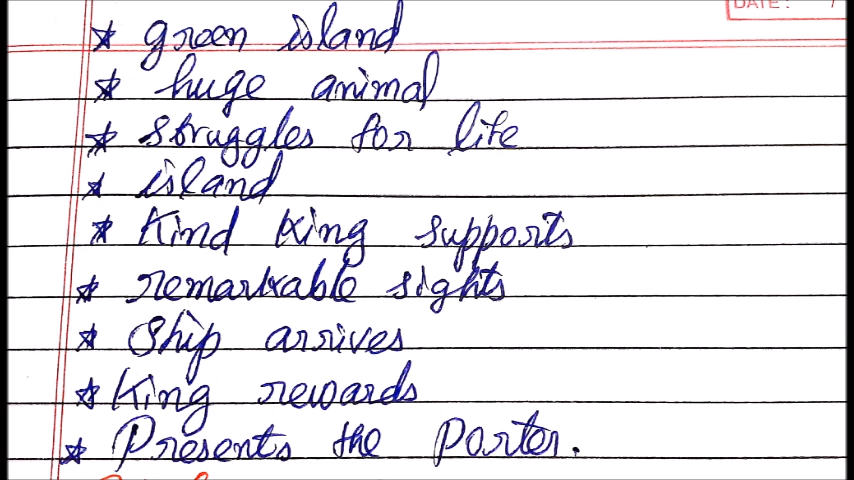 DATE:
* green island
* huge animal
* struggles for life
* island
* Kind King supports
* remarkable sights
* Ship arrives
* King rewards
* Presents the Porter.